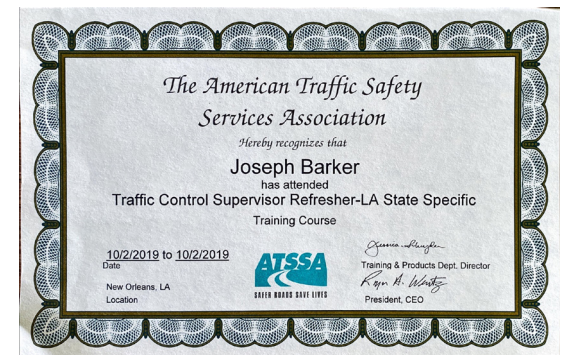 The American Traffic Safety
Services Association
Hereby recognizes that
Joseph Barker
has attended
Traffic Control Supervisor Refresher-LA State Specific
Training Course
10/2/2019 to 10/2/2019
Date
New Orleans, LA
Location
ATSSA
SAFER ROADS SAVE LIVES
Training & Products Dept. Director
President, CEO